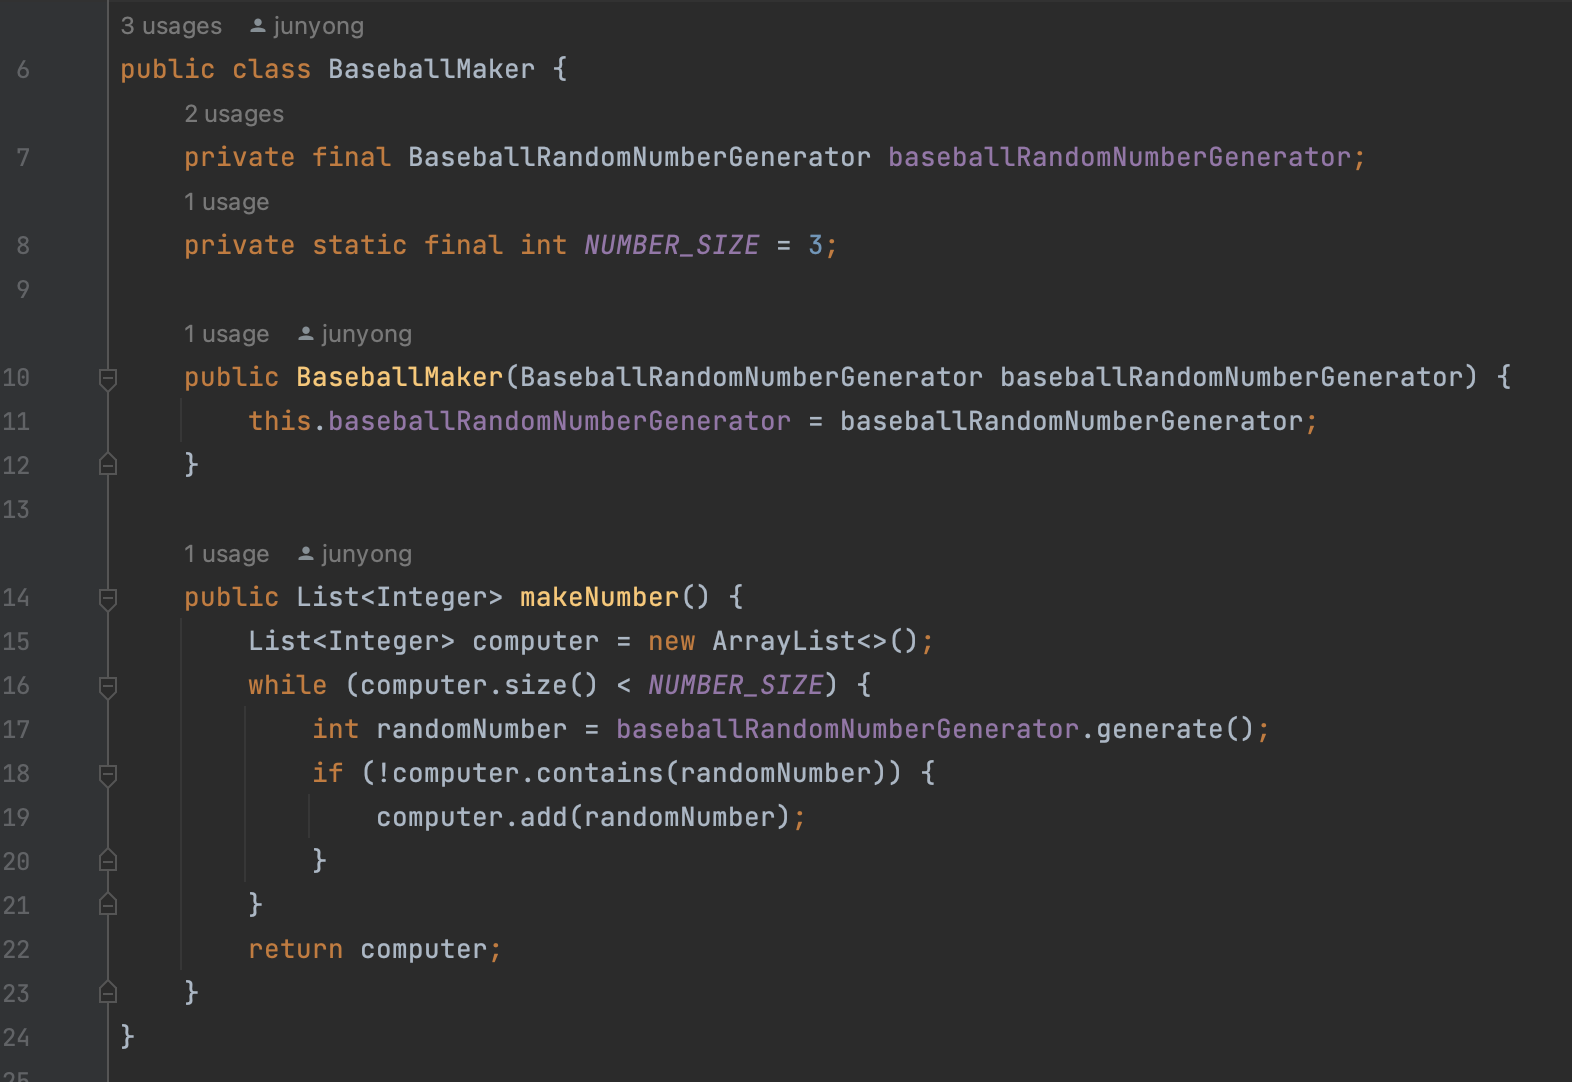 3 usages junyong
6 public class BaseballMaker {
2 usages
7 private final BaseballRandomNumberGenerator baseballRandomNumberGenerator;
1 usage
8 private static final int NUMBER_SIZE = 3;
9
1 usage junyong
10 public BaseballMaker(BaseballRandomNumberGenerator baseballRandomNumberGenerator) {
11 this.baseballRandomNumberGenerator = baseballRandomNumberGenerator;
12 }
13
1 usage junyong
14 public List<Integer> makeNumber() {
15 List<Integer> computer = new ArrayList<>();
16 while (computer.size() < NUMBER_SIZE) {
17 int randomNumber = baseballRandomNumberGenerator.generate();
18 if (!computer.contains(randomNumber)) {
19 computer.add(randomNumber);
20 }
21 }
22 return computer;
23 }
24 }
25